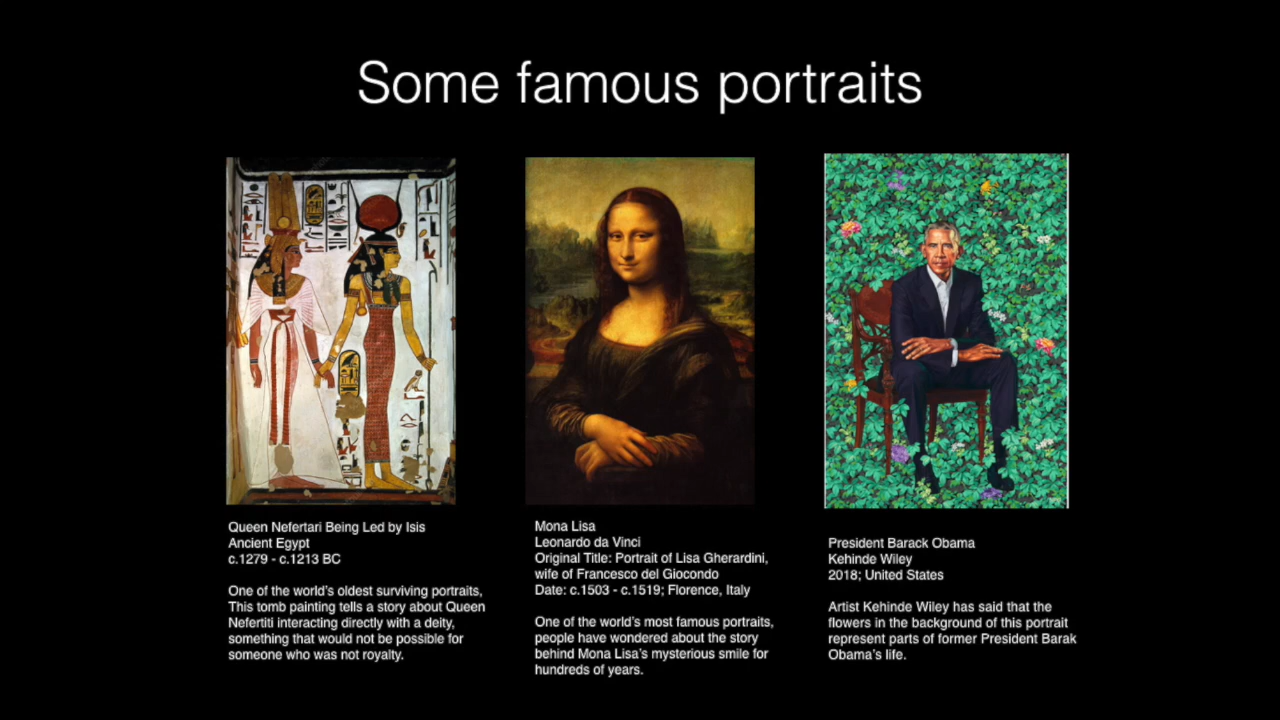 Some famous portraits
Queen Nefertari Being Led by Isis
Ancient Egypt
c.1279 - c.1213 BC
One of the world's oldest surviving portraits,
This tomb painting tells a story about Queen
Nefertiti interacting directly with a deity,
something that would not be possible for
someone who was not royalty.
Mona Lisa
Leonardo da Vinci
Original Title: Portrait of Lisa Gherardini,
wife of Francesco del Giocondo
Date: c.1503 - c.1519; Florence, Italy
One of the world's most famous portraits,
people have wondered about the story
behind Mona Lisa's mysterious smile for
hundreds of years.
President Barack Obama
Kehinde Wiley
2018; United States
Artist Kehinde Wiley has said that the
flowers in the background of this portrait
represent parts of former President Barak
Obama's life.